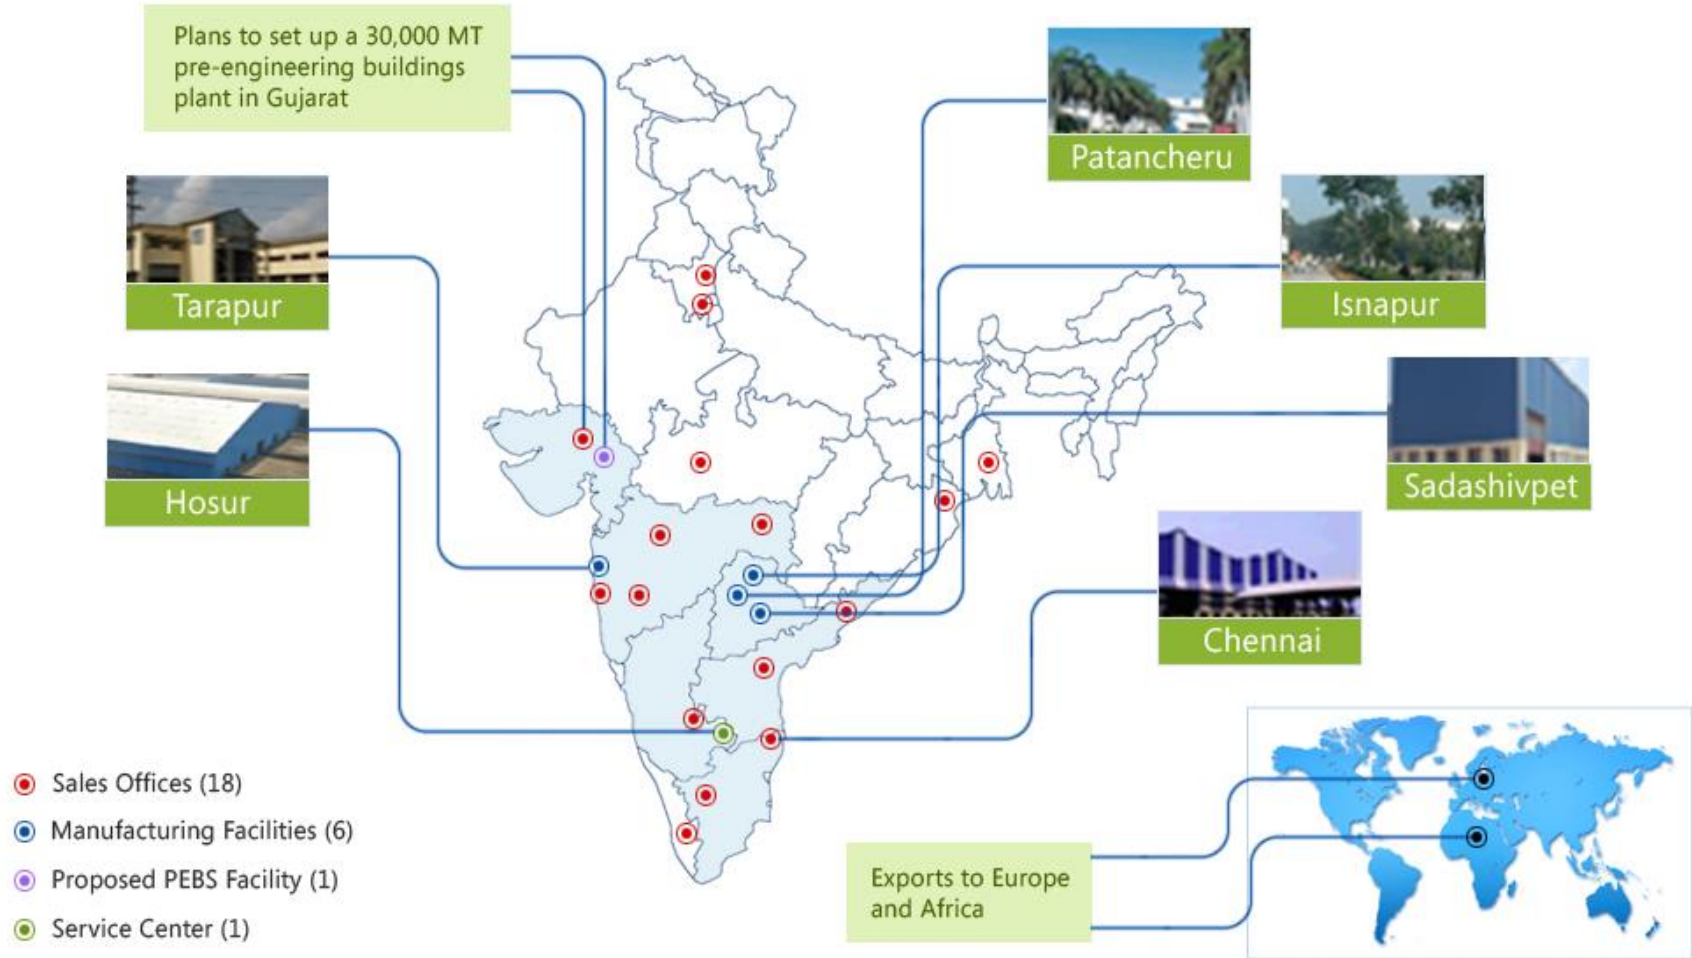 Plans to set up a 30,000 MT
pre-engineering buildings
plant in Gujarat
Patancheru
Tarapur
Isnapur
Hosur
Sadashivpet
Chennai
Sales Offices (18)
Manufacturing Facilities (6)
Proposed PEBS Facility (1)
Service Center (1)
Exports to Europe
and Africa